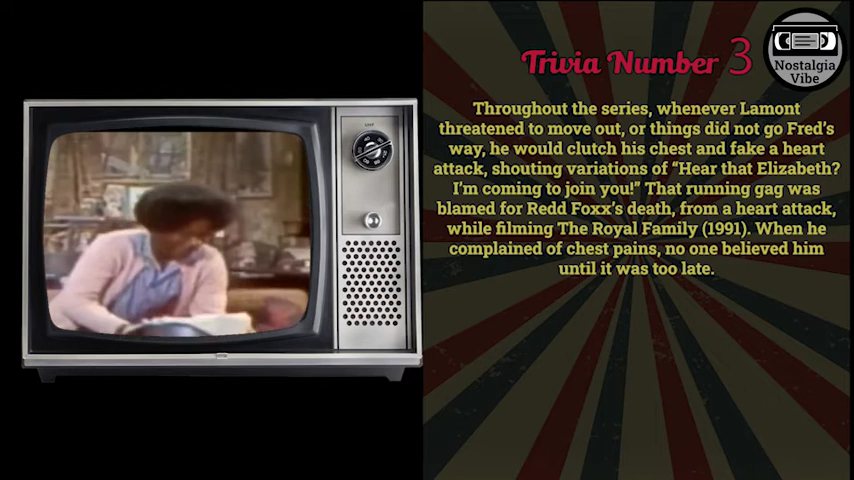 Trivia Number 3
Nostalgia
Vibe
Throughout the series, whenever Lamont
threatened to move out, or things did not go Fred's
way, he would clutch his chest and fake a heart
attack, shouting variations of "Hear that Elizabeth?
I'm coming to join you!" That running gag was
blamed for Redd Foxx's death, from a heart attack,
while filming The Royal Family (1991). When he
complained of chest pains, no one believed him
until it was too late.